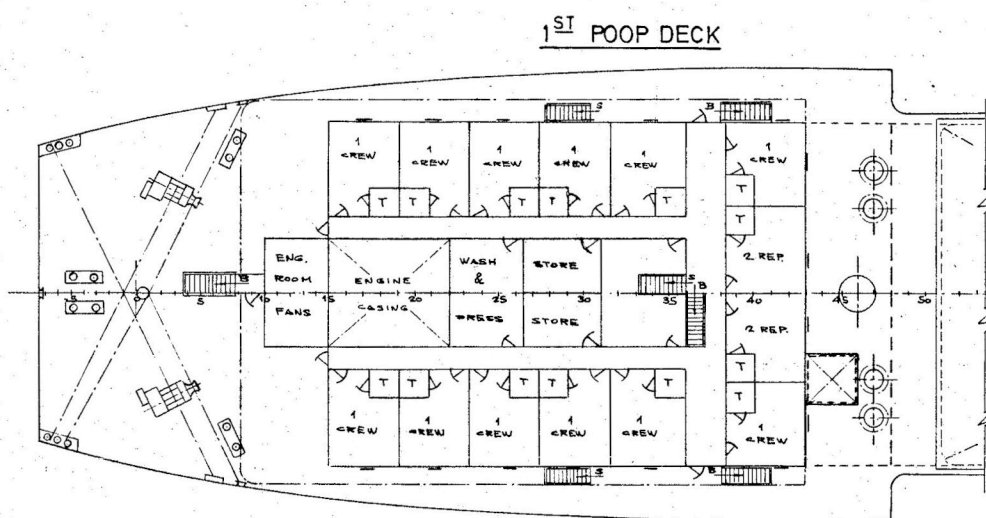 1ST POOP DECK
S B
1 CREW 1 CREW 1 CREW 1 CREW 1 CREW 1 CREW
T T T T T T
T
ENG. ROOM FANS
ENGINE CASING
WASH & DRESS
STORE
STORE
2 REP.
2 REP.
B S
B
5 0 5 10 15 20 25 30 35 40 45 50
T
T T T T T T
1 CREW 1 CREW 1 CREW 1 CREW 1 CREW 1 CREW
S B